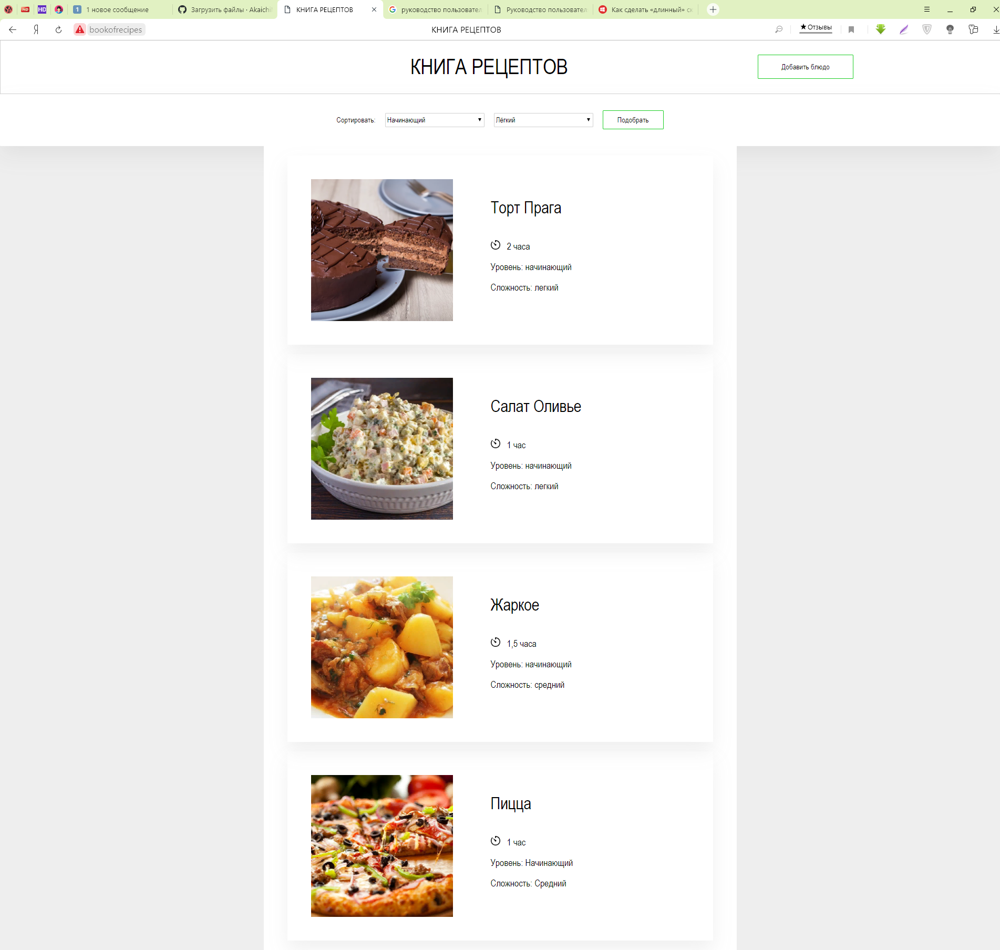 1 новое сообщение
Загрузить файлы · Akaichi
КНИГА РЕЦЕПТОВ
руководство пользовател
Руководство пользовател
Как сделать «длинный» ск
bookofrecipes
КНИГА РЕЦЕПТОВ
★Отзывы
КНИГА РЕЦЕПТОВ
Добавить блюдо
Сортировать: Начинающий Лёгкий Подобрать
Торт Прага
2 часа
Уровень: начинающий
Сложность: легкий
Салат Оливье
1 час
Уровень: начинающий
Сложность: легкий
Жаркое
1,5 часа
Уровень: начинающий
Сложность: средний
Пицца
1 час
Уровень: Начинающий
Сложность: Средний